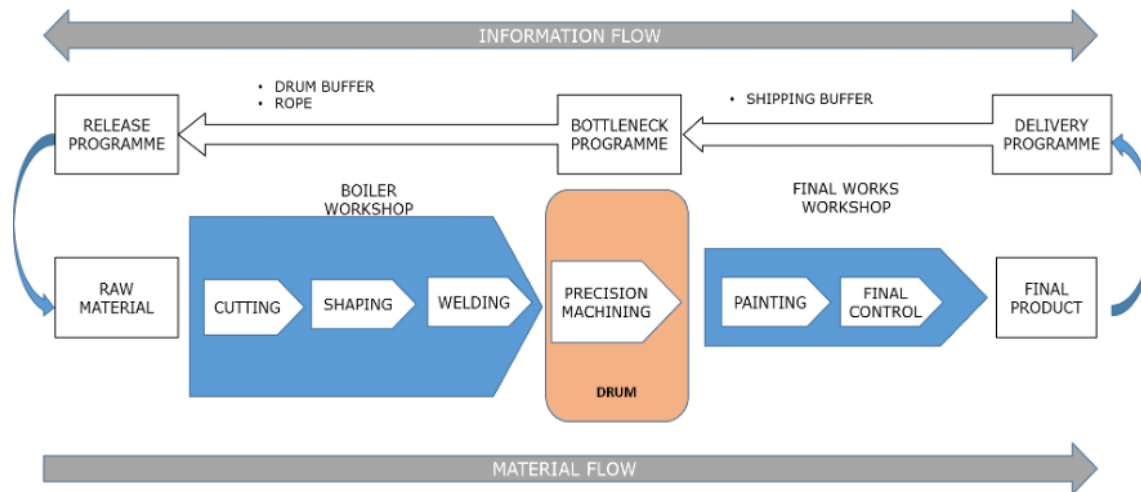 INFORMATION FLOW
• DRUM BUFFER
• ROPE
• SHIPPING BUFFER
RELEASE
PROGRAMME
BOTTLENECK
PROGRAMME
DELIVERY
PROGRAMME
BOILER
WORKSHOP
FINAL WORKS
WORKSHOP
RAW
MATERIAL
CUTTING
SHAPING
WELDING
PRECISION
MACHINING
DRUM
PAINTING
FINAL
CONTROL
FINAL
PRODUCT
MATERIAL FLOW